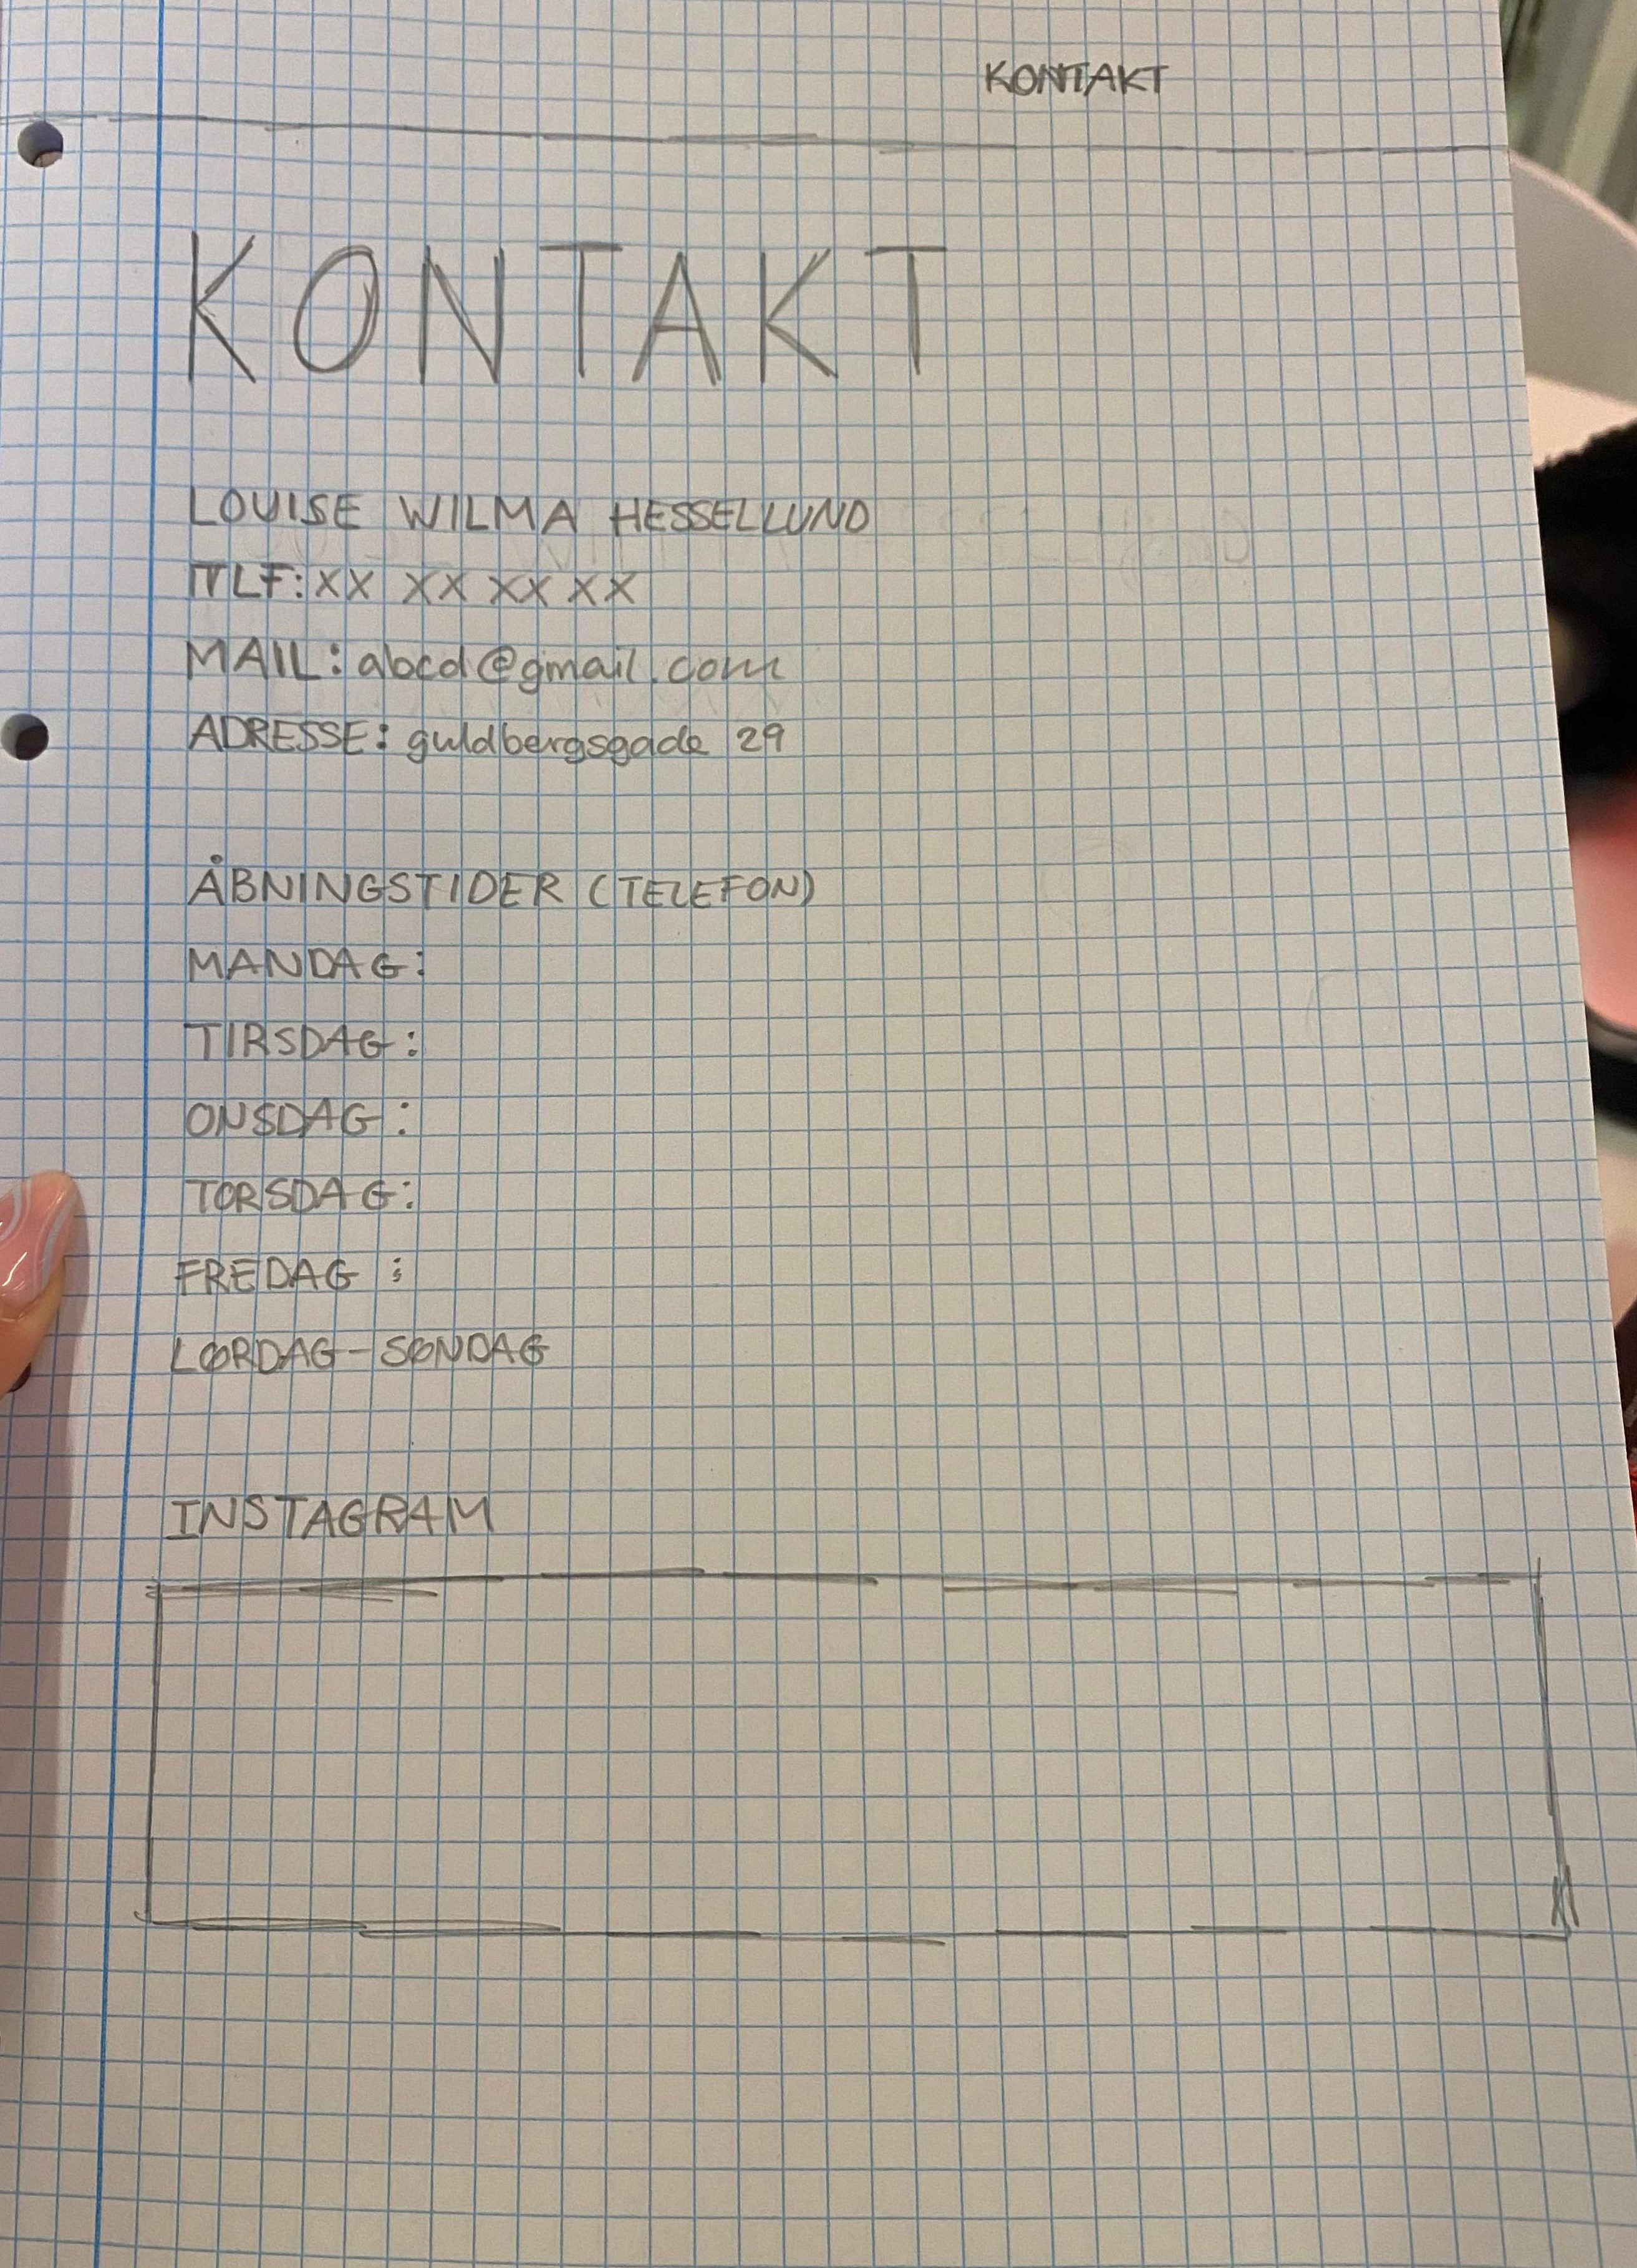 KONTAKT
KONTAKT
LOUISE WILMA HESSELLUND
TLF: XX XX XX XX
MAIL: abcd@gmail.com
ADRESSE: guldbergsgade 29
ÅBNINGSTIDER (TELEFON)
MANDAG:
TIRSDAG:
ONSDAG:
TORSDAG:
FREDAG :
LØRDAG-SØNDAG
INSTAGRAM